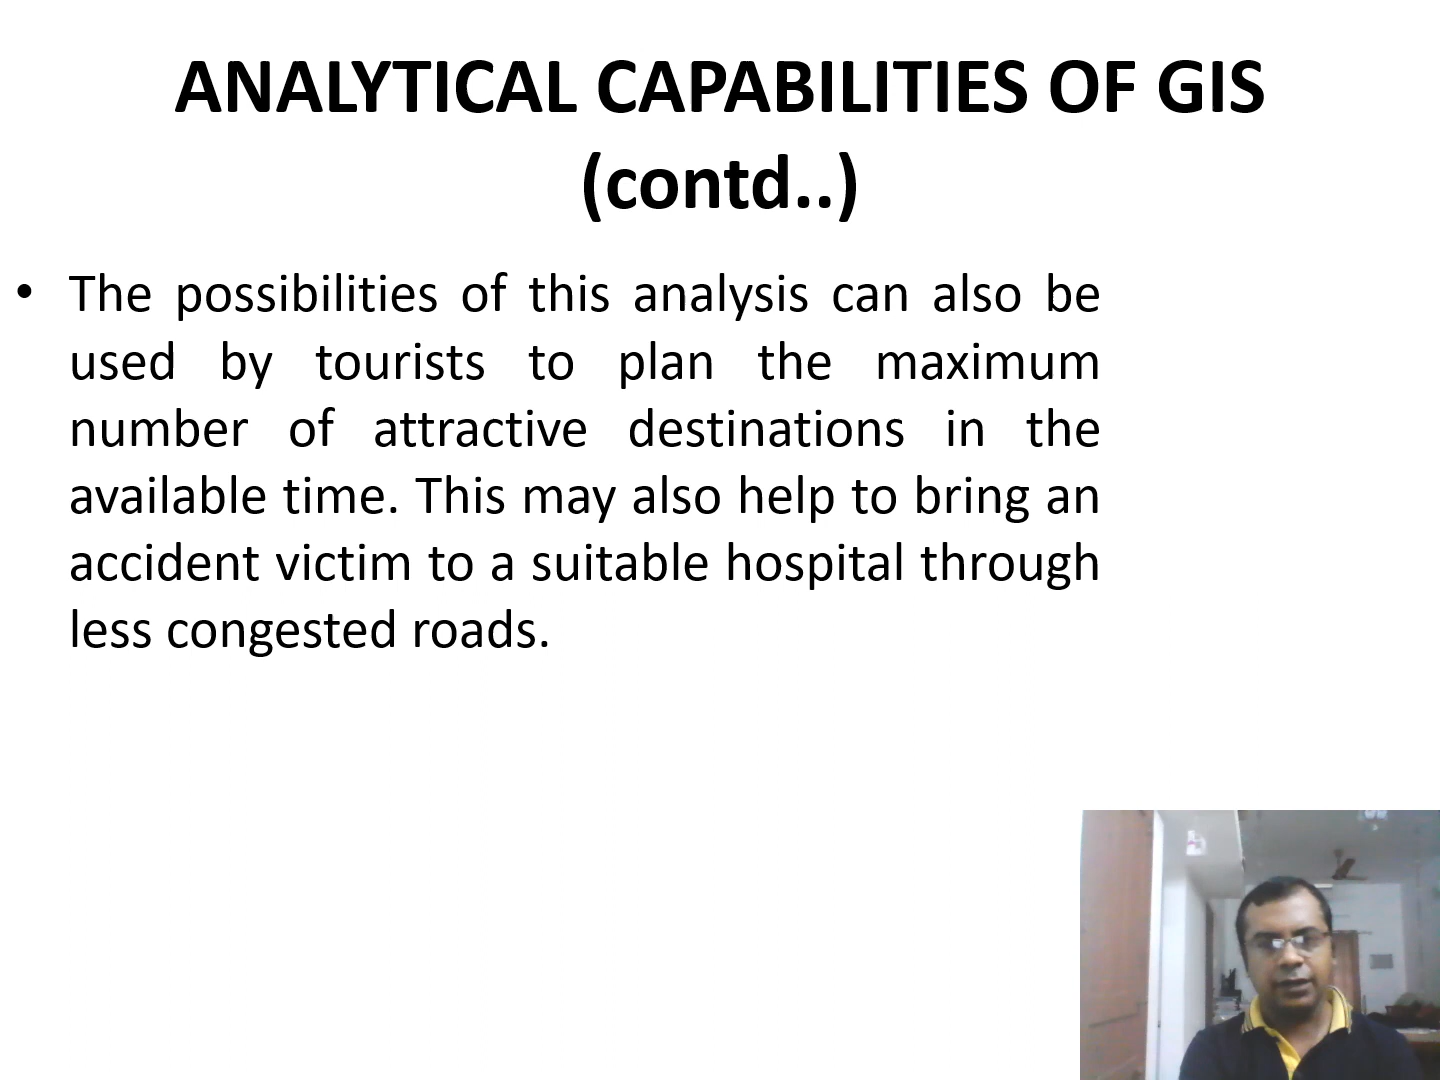 ANALYTICAL CAPABILITIES OF GIS
(contd..)
• The possibilities of this analysis can also be
used by tourists to plan the maximum
number of attractive destinations in the
available time. This may also help to bring an
accident victim to a suitable hospital through
less congested roads.